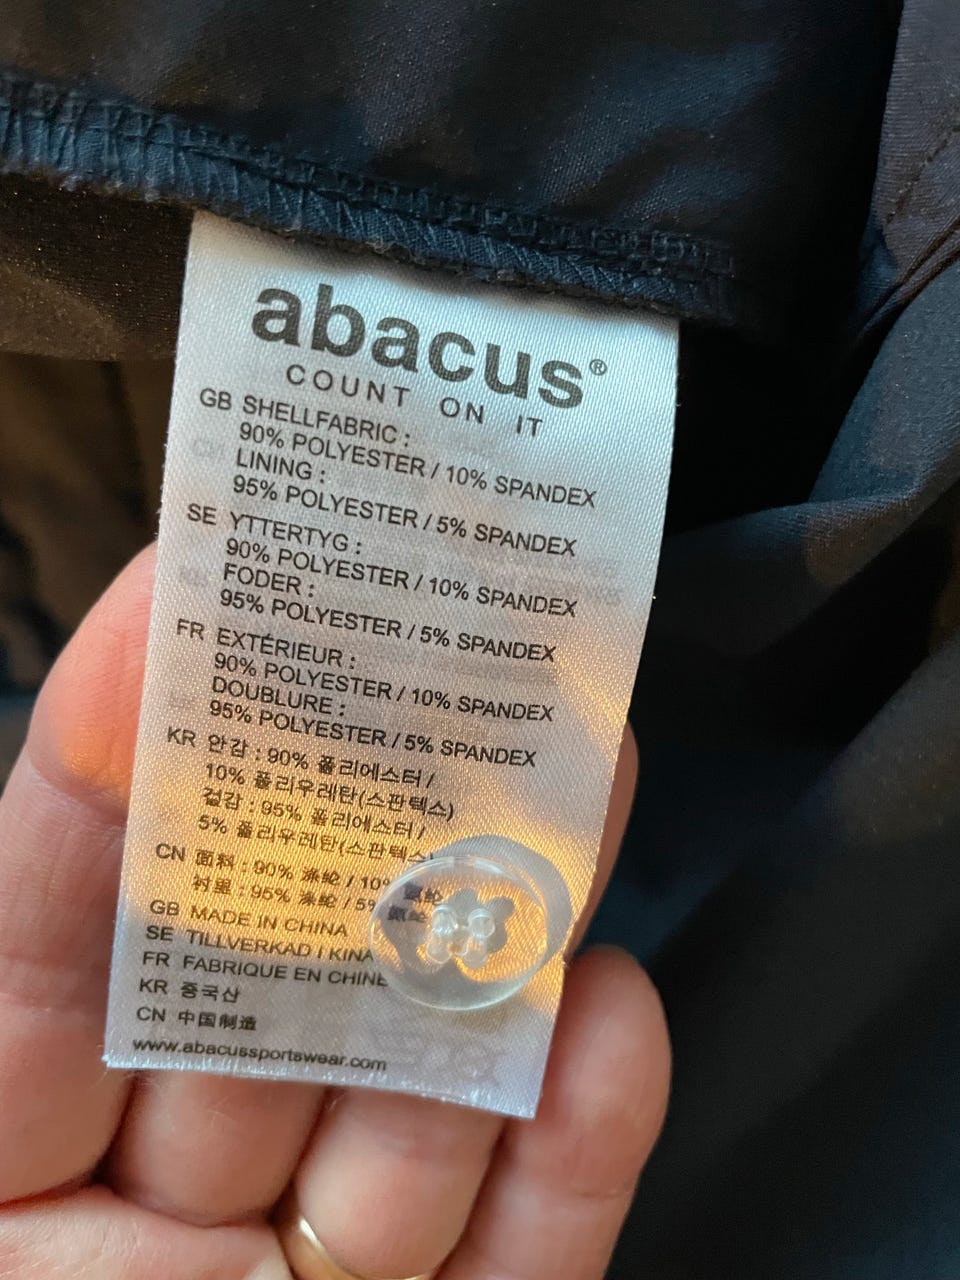 abacus®
COUNT ON IT
GB SHELLFABRIC :
90% POLYESTER / 10% SPANDEX
LINING :
95% POLYESTER / 5% SPANDEX
SE YTTERTYG :
90% POLYESTER / 10% SPANDEX
FODER :
95% POLYESTER / 5% SPANDEX
FR EXTÉRIEUR :
90% POLYESTER / 10% SPANDEX
DOUBLURE :
95% POLYESTER / 5% SPANDEX
KR 안감 : 90% 폴리에스터 /
10% 폴리우레탄(스판텍스)
겉감 : 95% 폴리에스터 /
5% 폴리우레탄(스판텍스)
CN 面料 : 90% 涤纶 / 10% 氨纶
衬里 : 95% 涤纶 / 5% 氨纶
GB MADE IN CHINA
SE TILLVERKAD I KINA
FR FABRIQUE EN CHINE
KR 중국산
CN 中国制造
www.abacussportswear.com